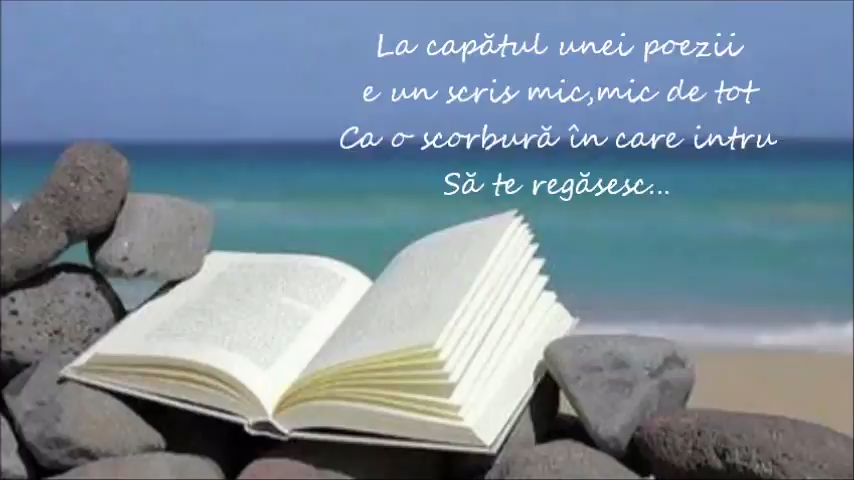 La capătul unei poezii
e un scris mic,mic de tot
Ca o scorbură în care intru
Să te regăsesc...